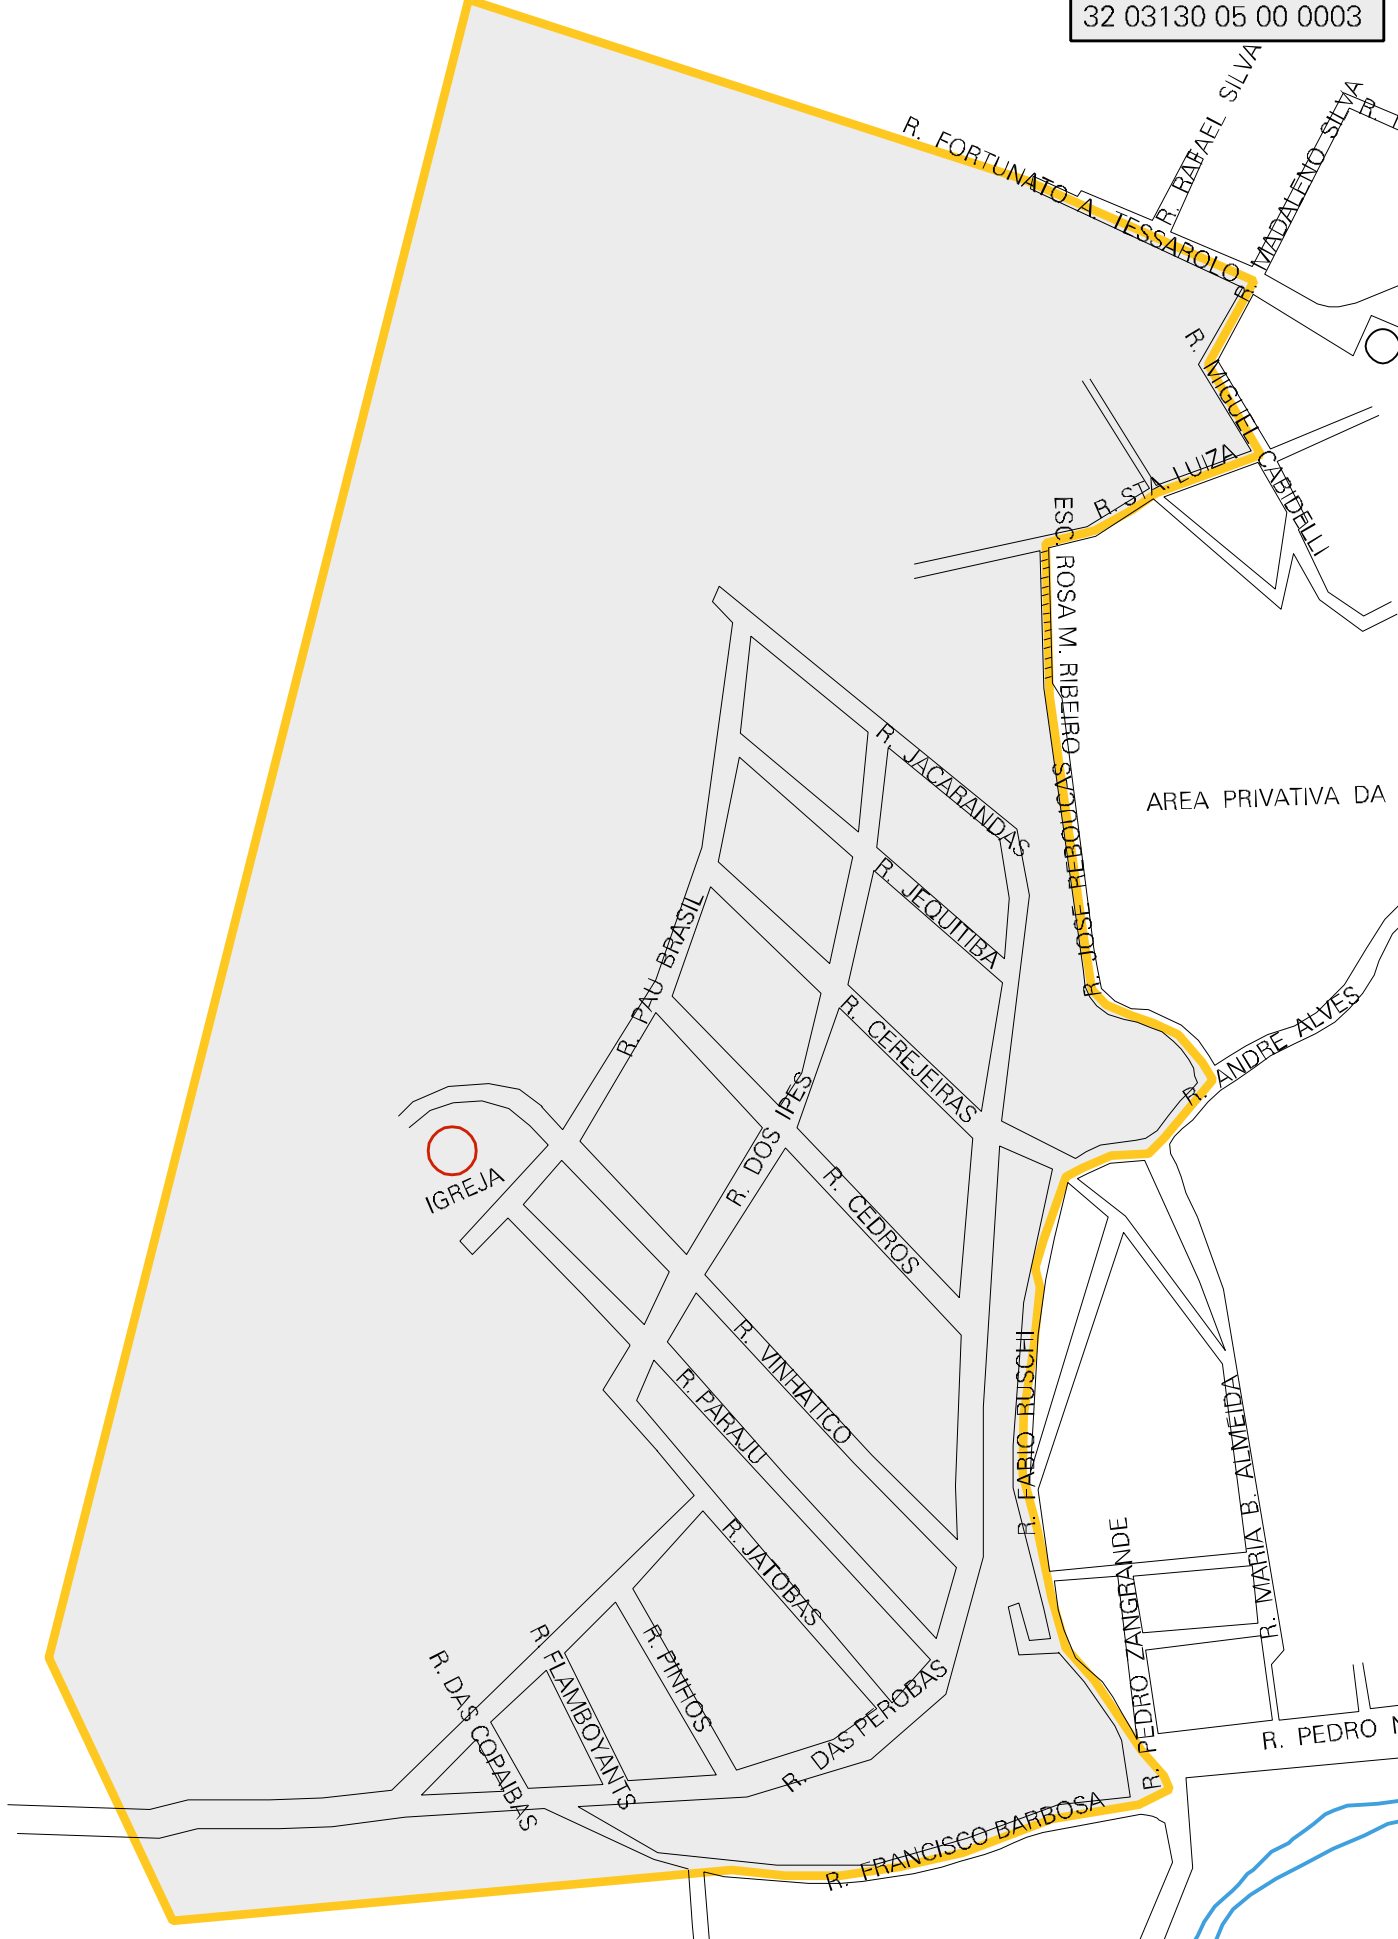 32 03130 05 00 0003
R. RAFAEL SILVA
R. MADALENO SILVA
R.
R. FORTUNATO A. TESSAROLO
R. MIGUEL CABIDELLI
R. STA. LUIZA
ESC. ROSA M. RIBEIRO
R. JACARANDAS
AREA PRIVATIVA DA
R. JOSE REBOUCAS
R. JEQUITIBA
R. PAU BRASIL
R. CEREJEIRAS
R. ANDRE ALVES
R. DOS IPES
IGREJA
R. CEDROS
R. VINHATICO
R. FABIO RUSCHI
R. PARAJU
R. MARIA B. ALMEIDA
R. JATOBAS
R. PEDRO ZANGRANDE
R. PINHOS
R. FLAMBOYANTS
R. DAS COPAIBAS
R. DAS PEROBAS
R. PEDRO
R. FRANCISCO BARBOSA